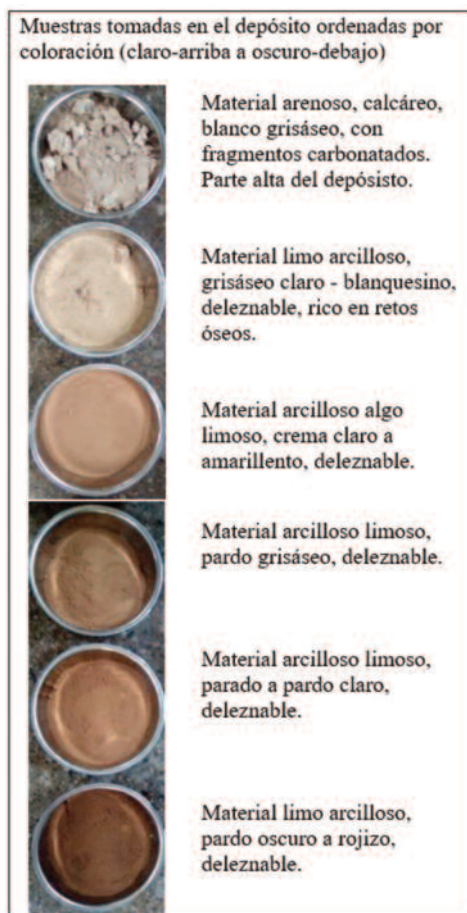 Muestras tomadas en el depósito ordenadas por
coloración (claro-arriba a oscuro-debajo)
Material arenoso, calcáreo,
blanco grisáseo, con
fragmentos carbonatados.
Parte alta del depósisto.
Material limo arcilloso,
grisáseo claro - blanquesino,
deleznable, rico en retos
óseos.
Material arcilloso algo
limoso, crema claro a
amarillento, deleznable.
Material arcilloso limoso,
pardo grisáseo, deleznable.
Material arcilloso limoso,
parado a pardo claro,
deleznable.
Material limo arcilloso,
pardo oscuro a rojizo,
deleznable.